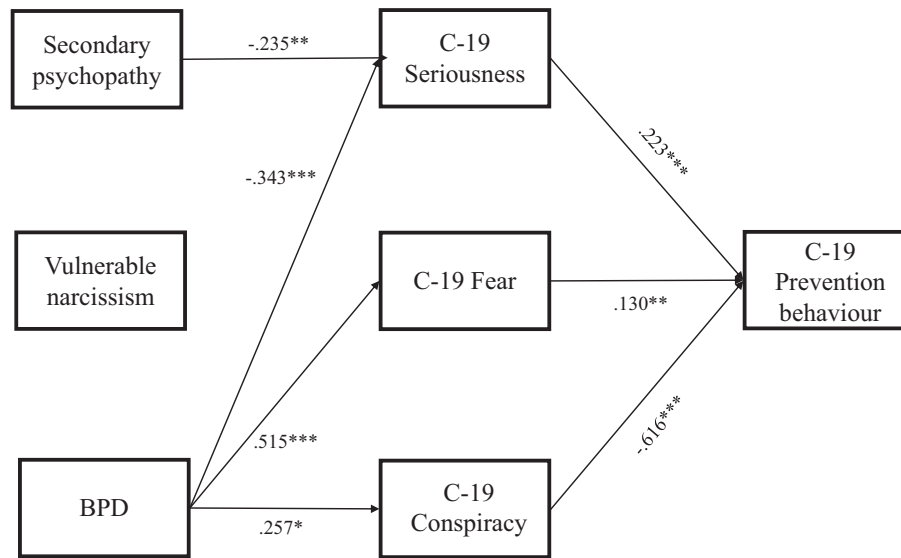 Secondary
psychopathy
-.235**
C-19
Seriousness
-.343***
.223***
Vulnerable
narcissism
C-19 Fear
.130**
C-19
Prevention
behaviour
.515***
-.616***
BPD
.257*
C-19
Conspiracy